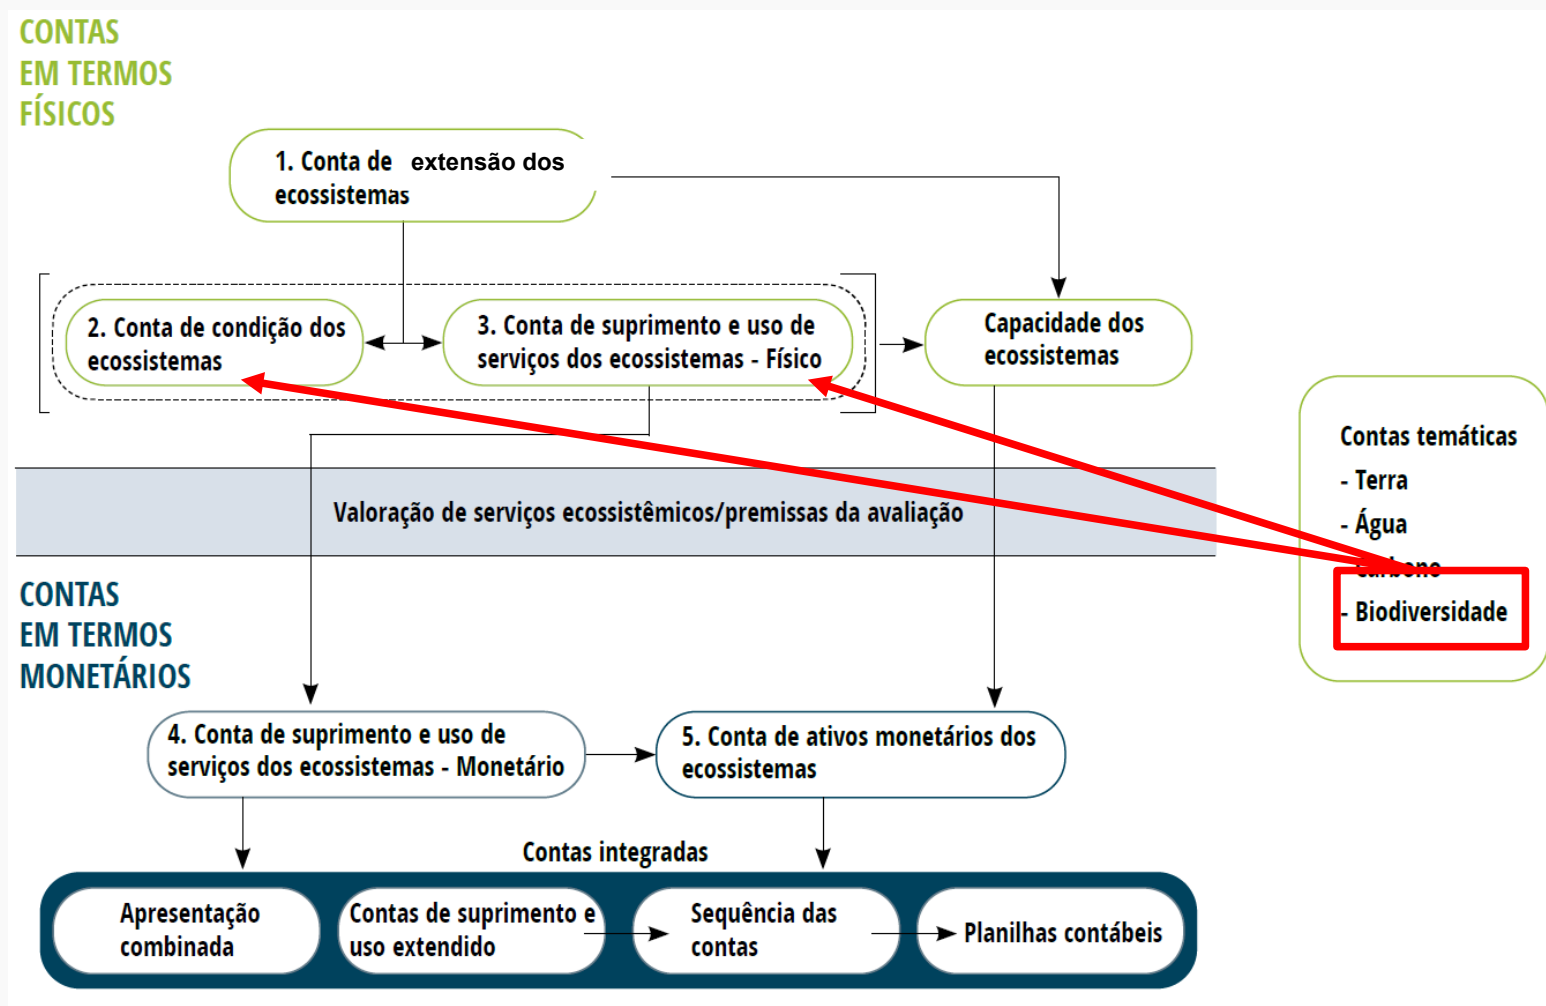 CONTAS
EM TERMOS
FÍSICOS
1. Conta de extensão dos
ecossistemas
2. Conta de condição dos
ecossistemas
3. Conta de suprimento e uso de
serviços dos ecossistemas - Físico
Capacidade dos
ecossistemas
Contas temáticas
- Terra
- Água
- Carbono
- Biodiversidade
Valoração de serviços ecossistêmicos/premissas da avaliação
CONTAS
EM TERMOS
MONETÁRIOS
4. Conta de suprimento e uso de
serviços dos ecossistemas - Monetário
5. Conta de ativos monetários dos
ecossistemas
Contas integradas
Apresentação
combinada
Contas de suprimento e
uso extendido
Sequência das
contas
Planilhas contábeis